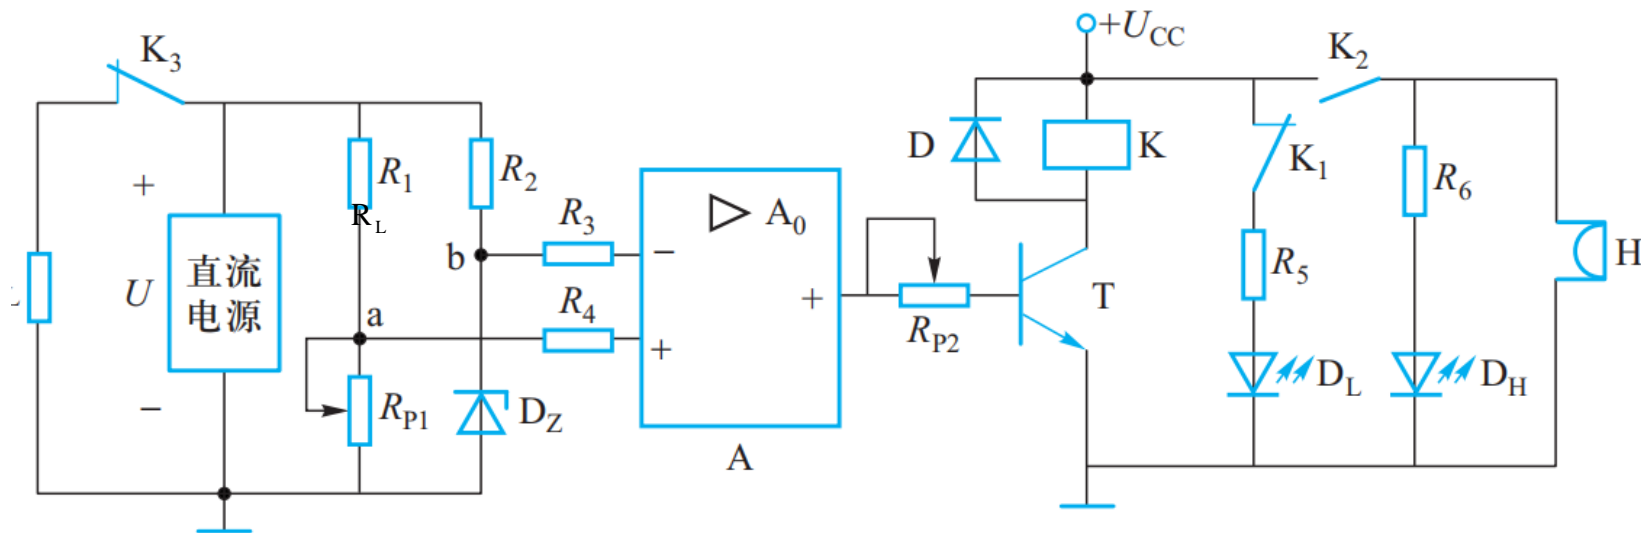 K3
+UCC
K2
D
K
K1
R1
R2
RL
R3
R6
+
A0
b
−
H
直流
电源
U
R5
+
T
R4
a
+
RP2
−
RP1
DZ
DL
DH
A